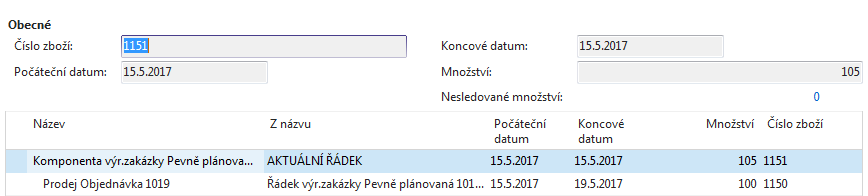 Obecné
Číslo zboží: 1151 Koncové datum: 15.5.2017
Počáteční datum: 15.5.2017 Množství: 105
Nesledované množství: 0
Název Z názvu Počáteční datum Koncové datum Množství Číslo zboží
Komponenta výr.zakázky Pevně plánova... AKTUÁLNÍ ŘÁDEK 15.5.2017 15.5.2017 105 1151
Prodej Objednávka 1019 Řádek výr.zakázky Pevně plánovaná 101... 15.5.2017 19.5.2017 100 1150